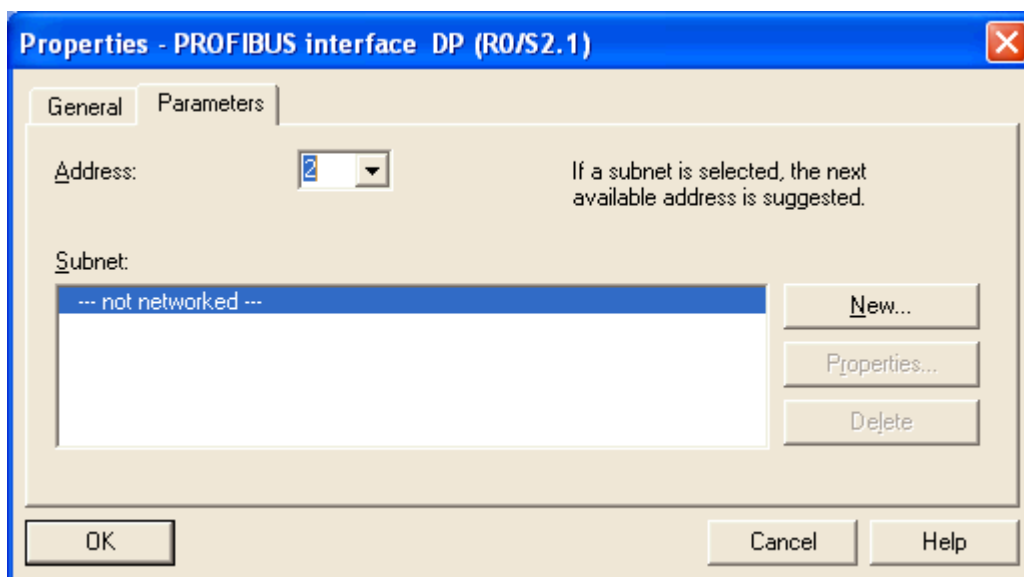 Properties - PROFIBUS interface DP (R0/S2.1)
General
Parameters
Address:
2
If a subnet is selected, the next
available address is suggested.
Subnet:
--- not networked ---
New...
Properties...
Delete
OK
Cancel
Help